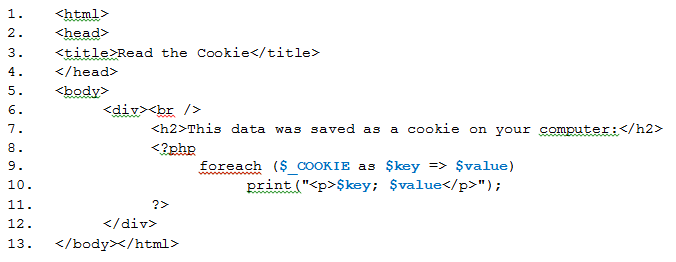 1. <html>
2. <head>
3. <title>Read the Cookie</title>
4. </head>
5. <body>
6. <div><br />
7. <h2>This data was saved as a cookie on your computer:</h2>
8. <?php
9. foreach ($_COOKIE as $key => $value)
10. print("<p>$key; $value</p>");
11. ?>
12. </div>
13. </body></html>